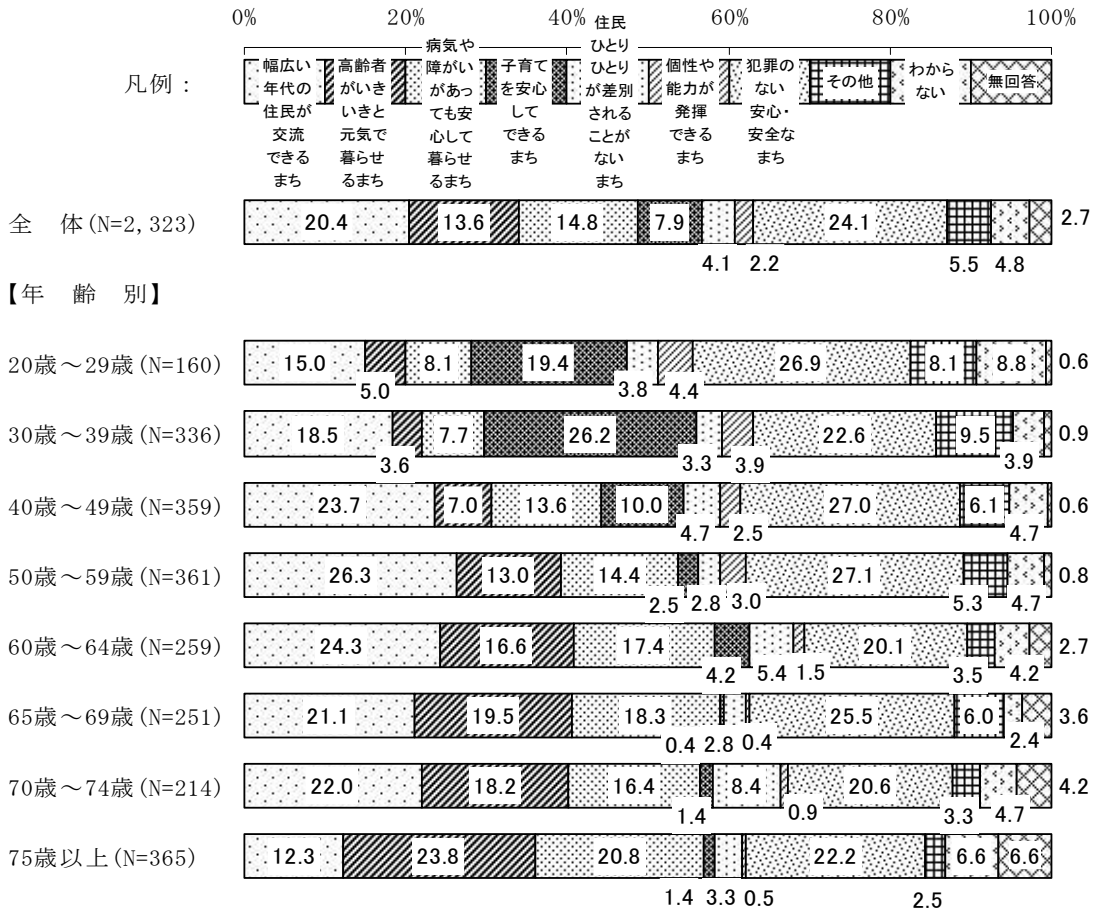 0% 20% 40% 60% 80% 100%
凡例：
幅広い
年代の
住民が
交流
できる
まち
高齢者
がいき
いきと
元気で
暮らせ
るまち
病気や
障がい
があっ
ても安
心して
暮らせ
るまち
子育て
を安心
して
できる
まち
住民
ひとり
ひとり
が差別
される
ことが
ない
まち
個性や
能力が
発揮
できる
まち
犯罪の
ない
安心・
安全な
まち
その他
わから
ない
無回答
全　体(N=2,323) 20.4 13.6 14.8 7.9 4.1 2.2 24.1 5.5 4.8 2.7
【年　齢　別】
20歳～29歳(N=160) 15.0 5.0 8.1 19.4 3.8 4.4 26.9 8.1 8.8 0.6
30歳～39歳(N=336) 18.5 3.6 7.7 26.2 3.3 3.9 22.6 9.5 3.9 0.9
40歳～49歳(N=359) 23.7 7.0 13.6 10.0 4.7 2.5 27.0 6.1 4.7 0.6
50歳～59歳(N=361) 26.3 13.0 14.4 2.5 2.8 3.0 27.1 5.3 4.7 0.8
60歳～64歳(N=259) 24.3 16.6 17.4 4.2 5.4 1.5 20.1 3.5 4.2 2.7
65歳～69歳(N=251) 21.1 19.5 18.3 0.4 2.8 0.4 25.5 6.0 2.4 3.6
70歳～74歳(N=214) 22.0 18.2 16.4 1.4 8.4 0.9 20.6 3.3 4.7 4.2
75歳以上(N=365) 12.3 23.8 20.8 1.4 3.3 0.5 22.2 2.5 6.6 6.6